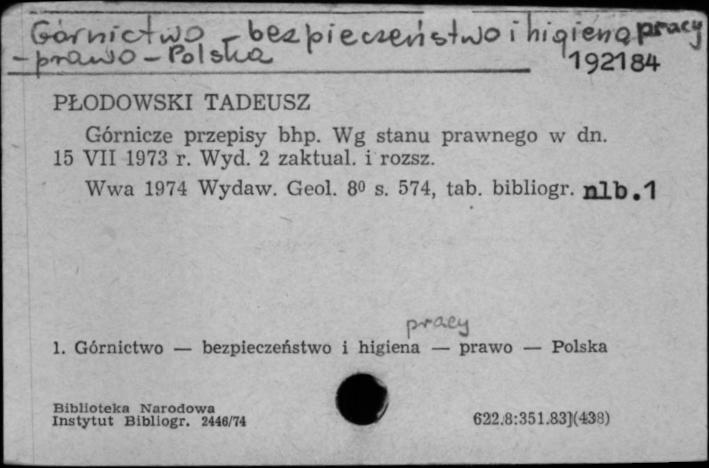 Górnictwo - bezpieczeństwo i higiena pracy
- prawo - Polska
192184
PŁODOWSKI TADEUSZ
Górnicze przepisy bhp. Wg stanu prawnego w dn.
15 VII 1973 r. Wyd. 2 zaktual. i rozsz.
Wwa 1974 Wydaw. Geol. 8⁰ s. 574, tab. bibliogr. nlb.1
pracy
1. Górnictwo — bezpieczeństwo i higiena — prawo — Polska
Biblioteka Narodowa
Instytut Bibliogr. 2446/74
622.8:351.83](438)